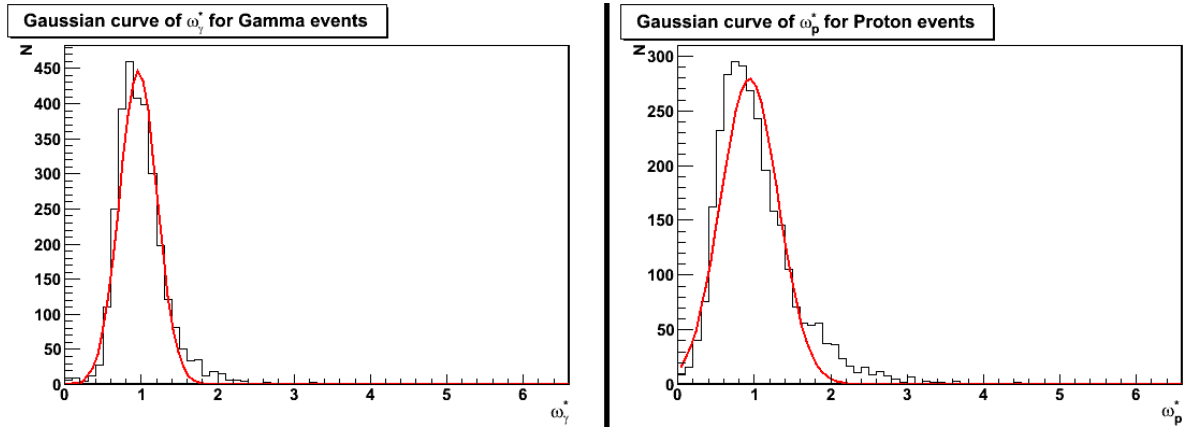 Gaussian curve of ω*γ for Gamma events
N
450
400
350
300
250
200
150
100
50
0
0 1 2 3 4 5 6
ω*γ
Gaussian curve of ω*p for Proton events
N
300
250
200
150
100
50
0
0 1 2 3 4 5 6
ω*p